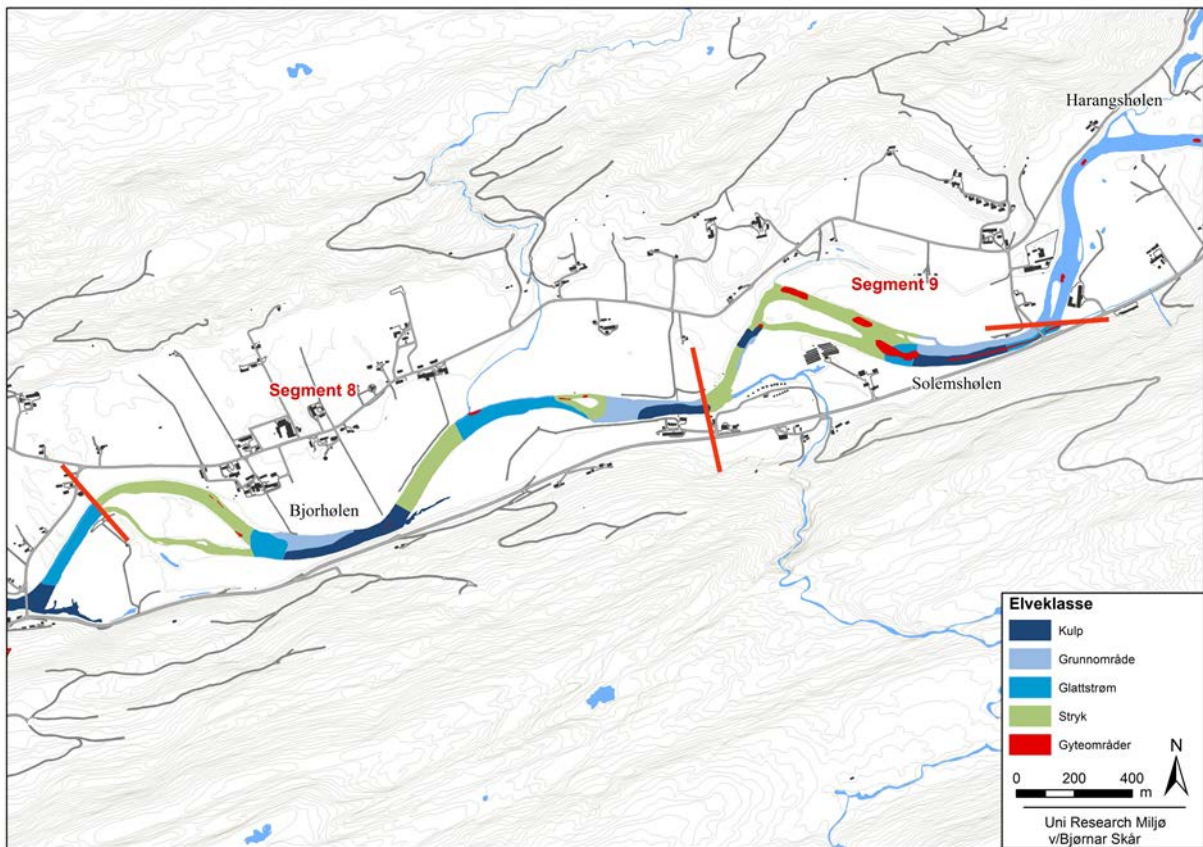 Harangshølen
Segment 9
Solemshølen
Segment 8
Bjorhølen
Elveklasse
Kulp
Grunnområde
Glattstrøm
Stryk
Gyteområder
N
0 200 400
m
Uni Research Miljø
v/Bjørnar Skår